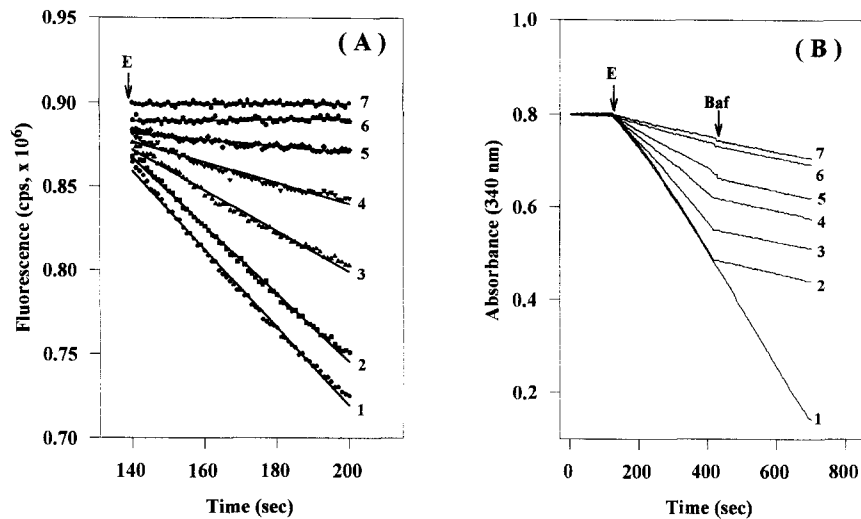 ( A )
E
0.95
0.90
0.85
0.80
0.75
0.70
Fluorescence (cps, x 10⁶)
7
6
5
4
3
2
1
140 160 180 200
Time (sec)
( B )
E
Baf
1.0
0.8
0.6
0.4
0.2
Absorbance (340 nm)
7
6
5
4
3
2
1
0 200 400 600 800
Time (sec)